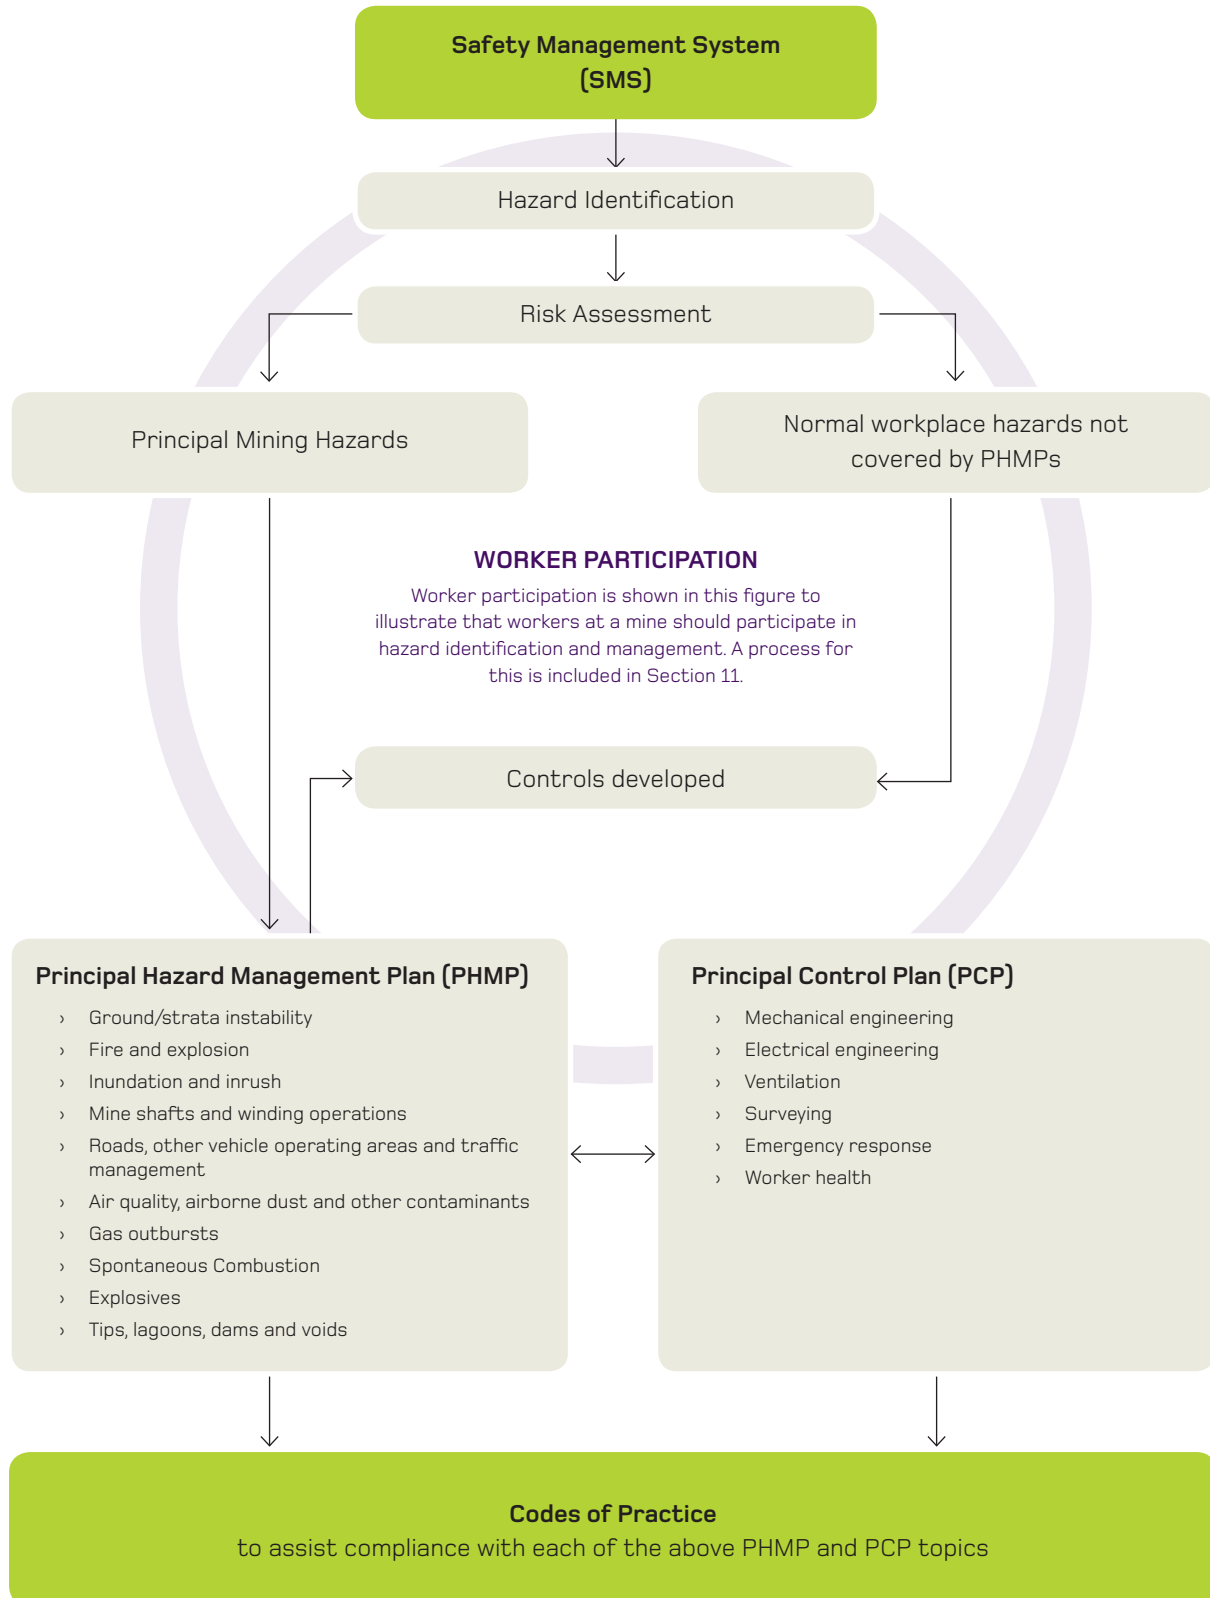 Safety Management System
(SMS)
Hazard Identification
Risk Assessment
Principal Mining Hazards
Normal workplace hazards not
covered by PHMPs
WORKER PARTICIPATION
Worker participation is shown in this figure to
illustrate that workers at a mine should participate in
hazard identification and management. A process for
this is included in Section 11.
Controls developed
Principal Hazard Management Plan (PHMP)
› Ground/strata instability
› Fire and explosion
› Inundation and inrush
› Mine shafts and winding operations
› Roads, other vehicle operating areas and traffic
management
› Air quality, airborne dust and other contaminants
› Gas outbursts
› Spontaneous Combustion
› Explosives
› Tips, lagoons, dams and voids
Principal Control Plan (PCP)
› Mechanical engineering
› Electrical engineering
› Ventilation
› Surveying
› Emergency response
› Worker health
Codes of Practice
to assist compliance with each of the above PHMP and PCP topics